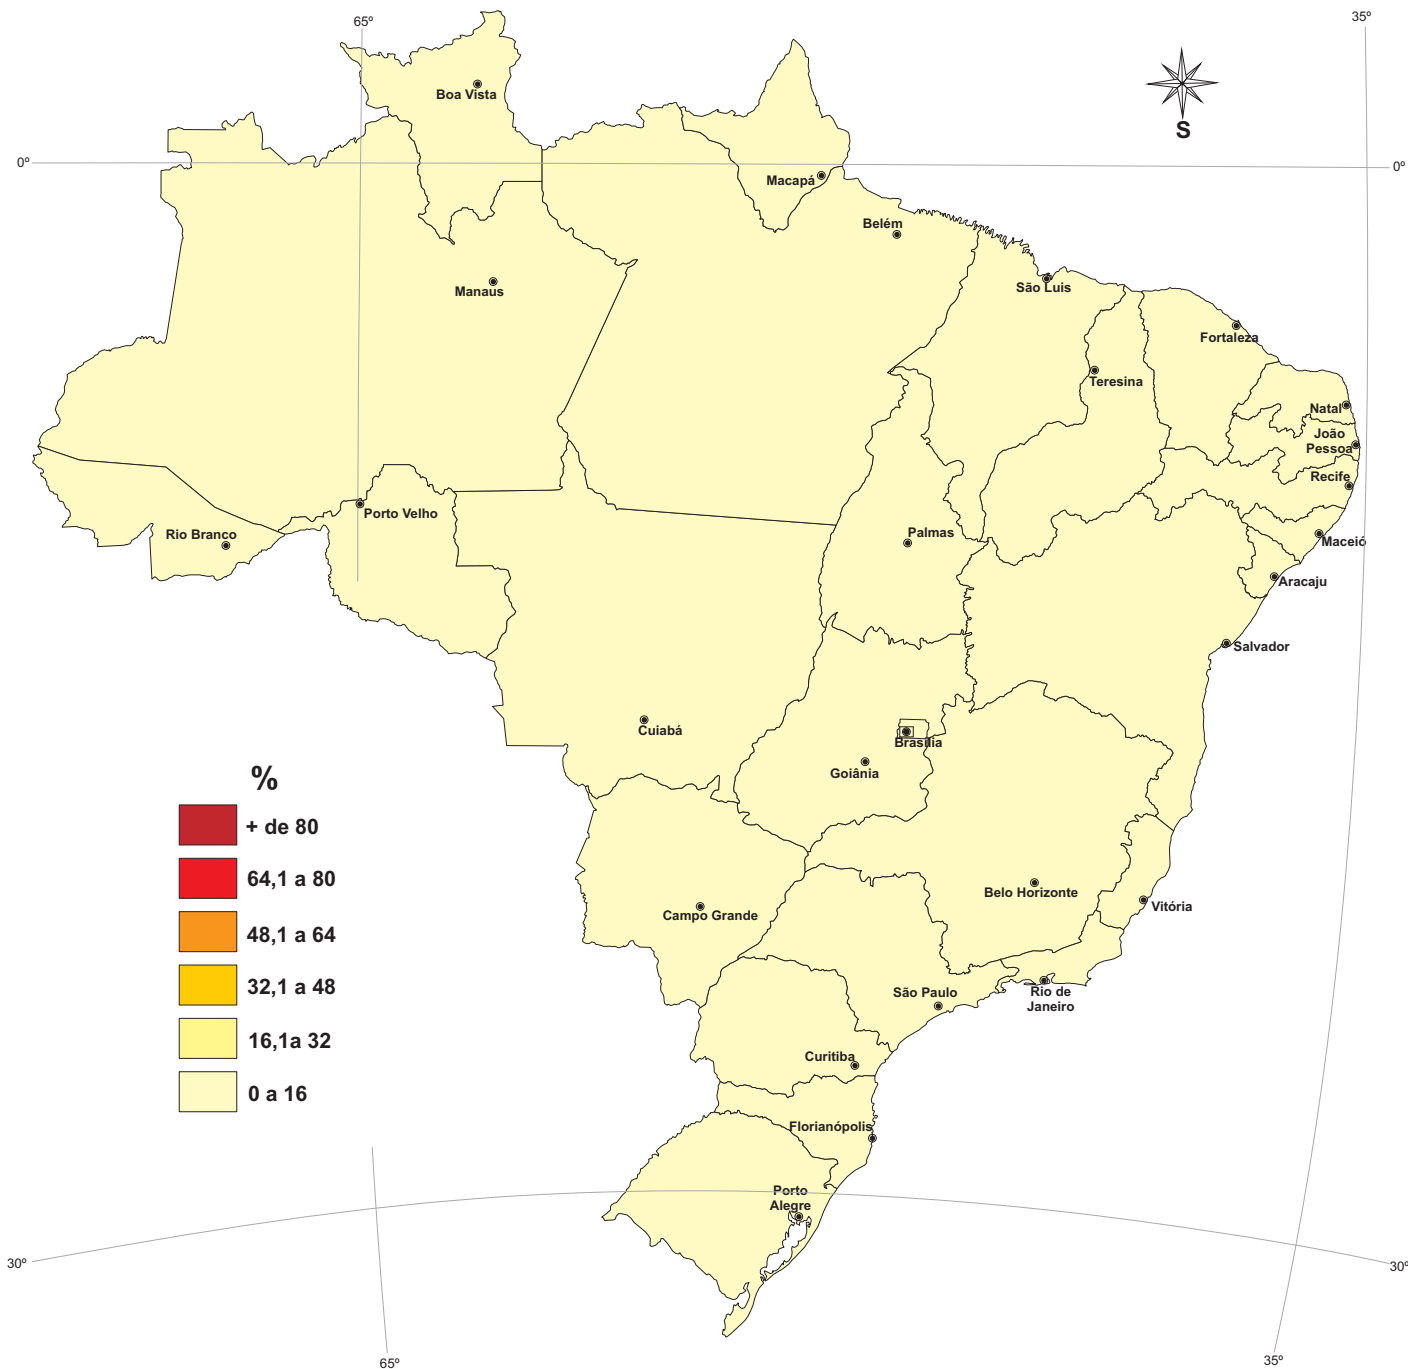 65º
35º
Boa Vista
S
0º
0º
Macapá
Belém
Manaus
São Luis
Fortaleza
Teresina
Natal
João
Pessoa
Recife
Porto Velho
Rio Branco
Palmas
Maceió
Aracaju
Salvador
Cuiabá
Brasília
Goiânia
%
+ de 80
64,1 a 80
48,1 a 64
32,1 a 48
16,1a 32
0 a 16
Belo Horizonte
Campo Grande
Vitória
São Paulo
Rio de
Janeiro
Curitiba
Florianópolis
Porto
Alegre
30º
30º
65º
35º